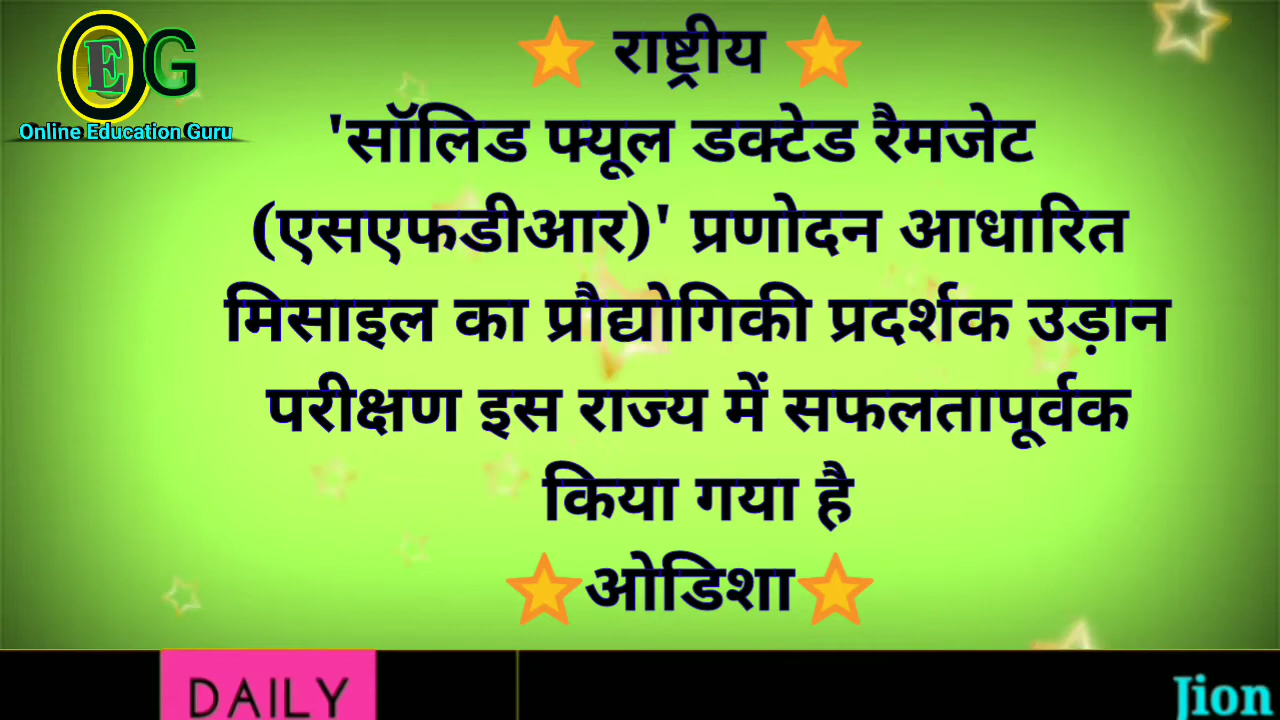 OEG
Online Education Guru
⭐ राष्ट्रीय ⭐
'सॉलिड फ्यूल डक्टेड रैमजेट
(एसएफडीआर)' प्रणोदन आधारित
मिसाइल का प्रौद्योगिकी प्रदर्शक उड़ान
परीक्षण इस राज्य में सफलतापूर्वक
किया गया है
⭐ओडिशा⭐
DAILY
Jion